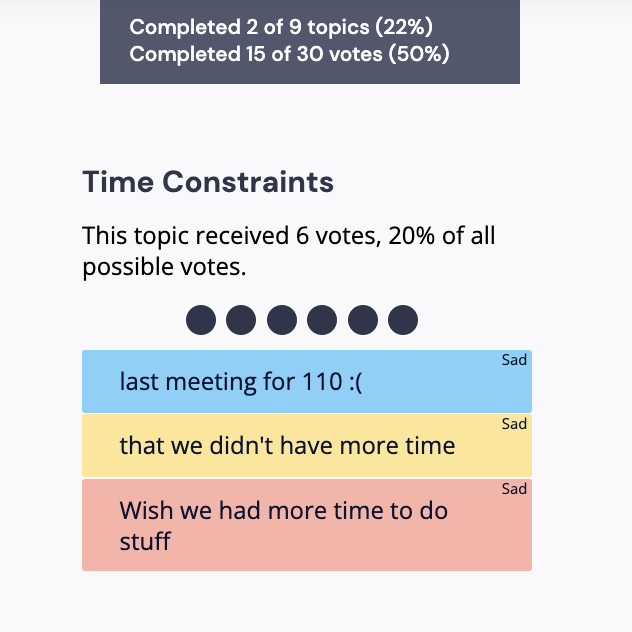 Completed 2 of 9 topics (22%)
Completed 15 of 30 votes (50%)
Time Constraints
This topic received 6 votes, 20% of all
possible votes.
Sad
last meeting for 110 :(
Sad
that we didn't have more time
Sad
Wish we had more time to do
stuff